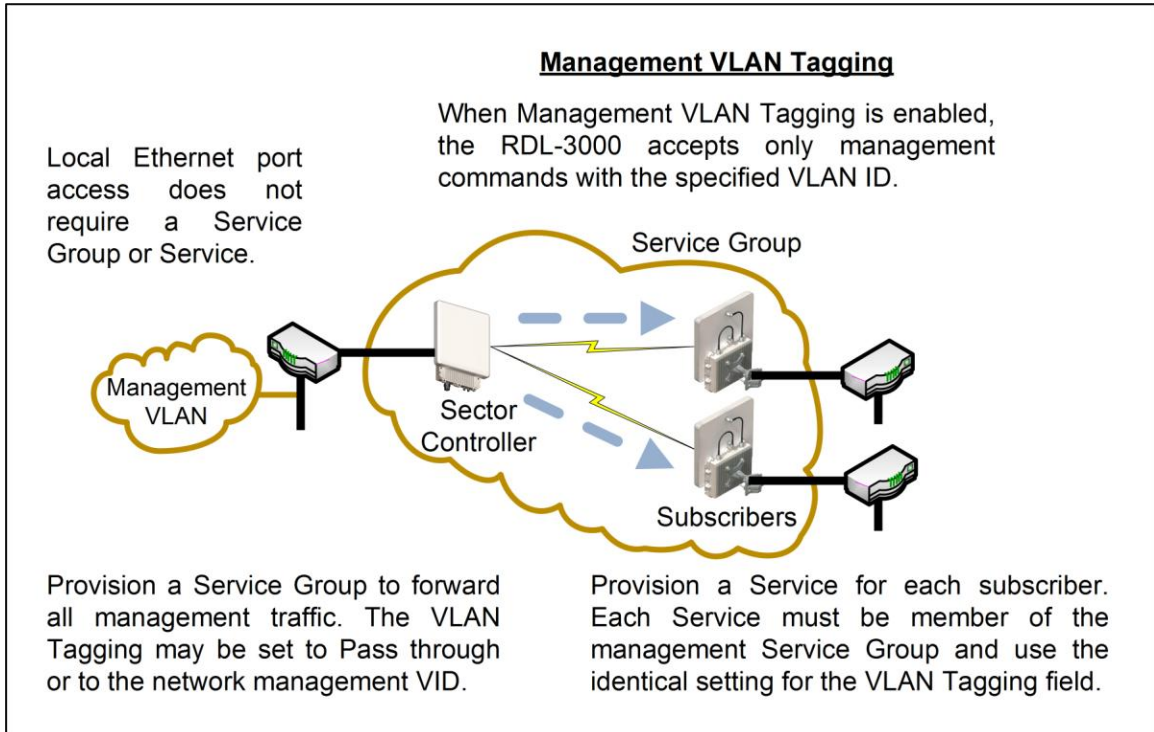 Management VLAN Tagging
When Management VLAN Tagging is enabled,
the RDL-3000 accepts only management
commands with the specified VLAN ID.
Local Ethernet port
access does not
require a Service
Group or Service.
Service Group
Management
VLAN
Sector
Controller
Subscribers
Provision a Service Group to forward
all management traffic. The VLAN
Tagging may be set to Pass through
or to the network management VID.
Provision a Service for each subscriber.
Each Service must be member of the
management Service Group and use the
identical setting for the VLAN Tagging field.